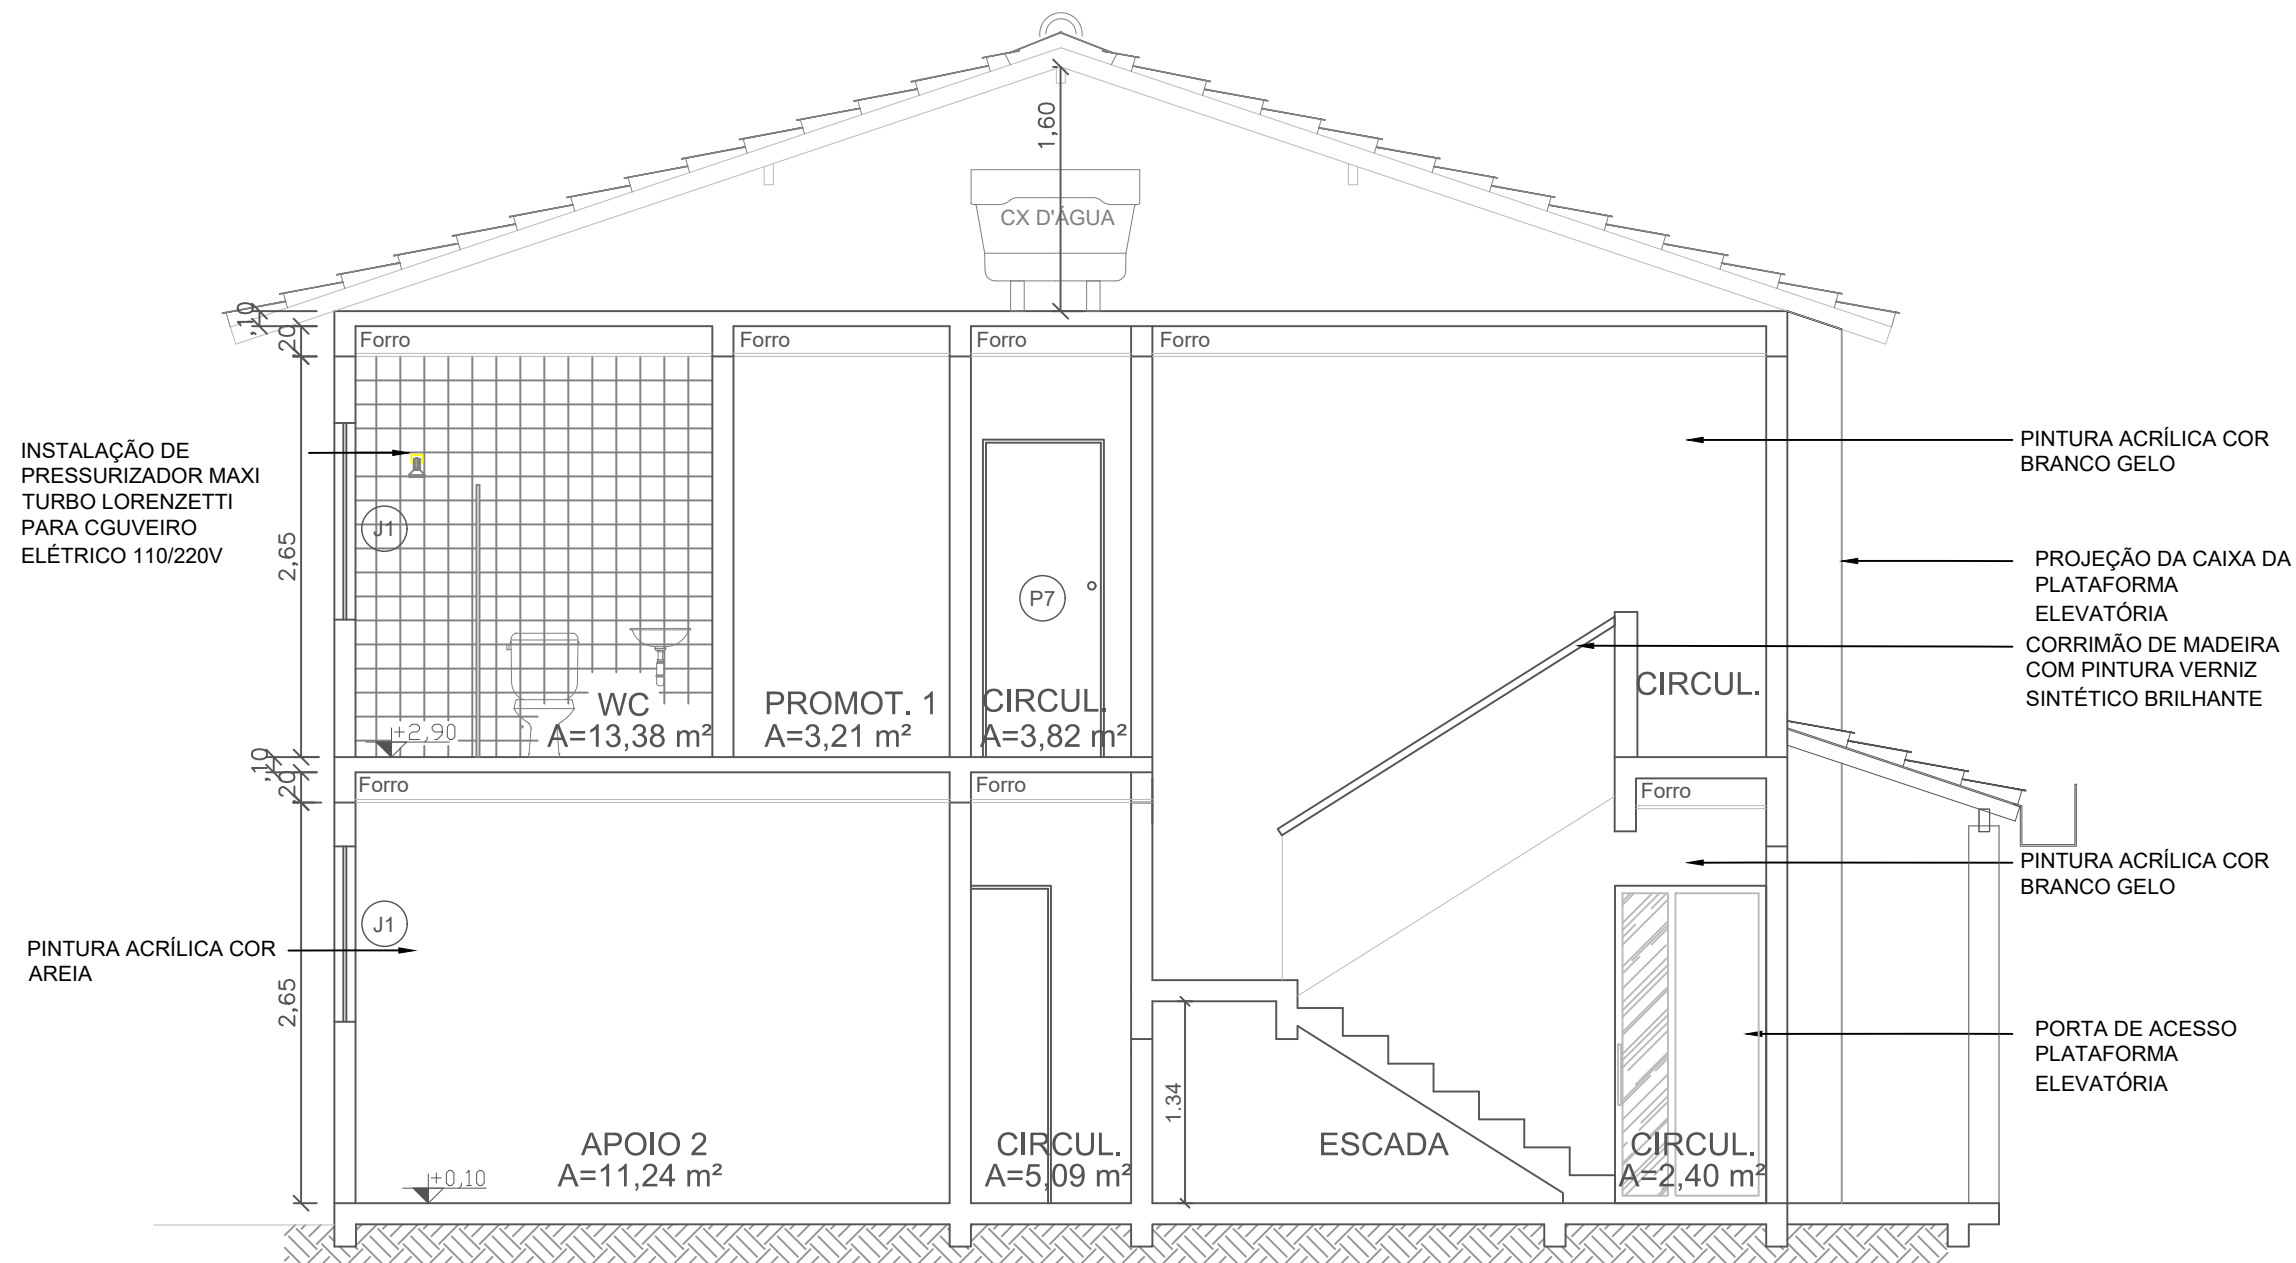 1,60
CX D'ÁGUA
,10
20
Forro
Forro
Forro
Forro
INSTALAÇÃO DE
PRESSURIZADOR MAXI
TURBO LORENZETTI
PARA CGUVEIRO
ELÉTRICO 110/220V
J1
2,65
P7
PINTURA ACRÍLICA COR
BRANCO GELO
PROJEÇÃO DA CAIXA DA
PLATAFORMA
ELEVATÓRIA
CORRIMÃO DE MADEIRA
COM PINTURA VERNIZ
SINTÉTICO BRILHANTE
WC
A=13,38 m²
PROMOT. 1
A=3,21 m²
CIRCUL.
A=3,82 m²
CIRCUL.
+2,90
,10
20
Forro
Forro
Forro
PINTURA ACRÍLICA COR
BRANCO GELO
J1
PINTURA ACRÍLICA COR
AREIA
2,65
1.34
PORTA DE ACESSO
PLATAFORMA
ELEVATÓRIA
APOIO 2
A=11,24 m²
CIRCUL.
A=5,09 m²
ESCADA
CIRCUL.
A=2,40 m²
+0,10